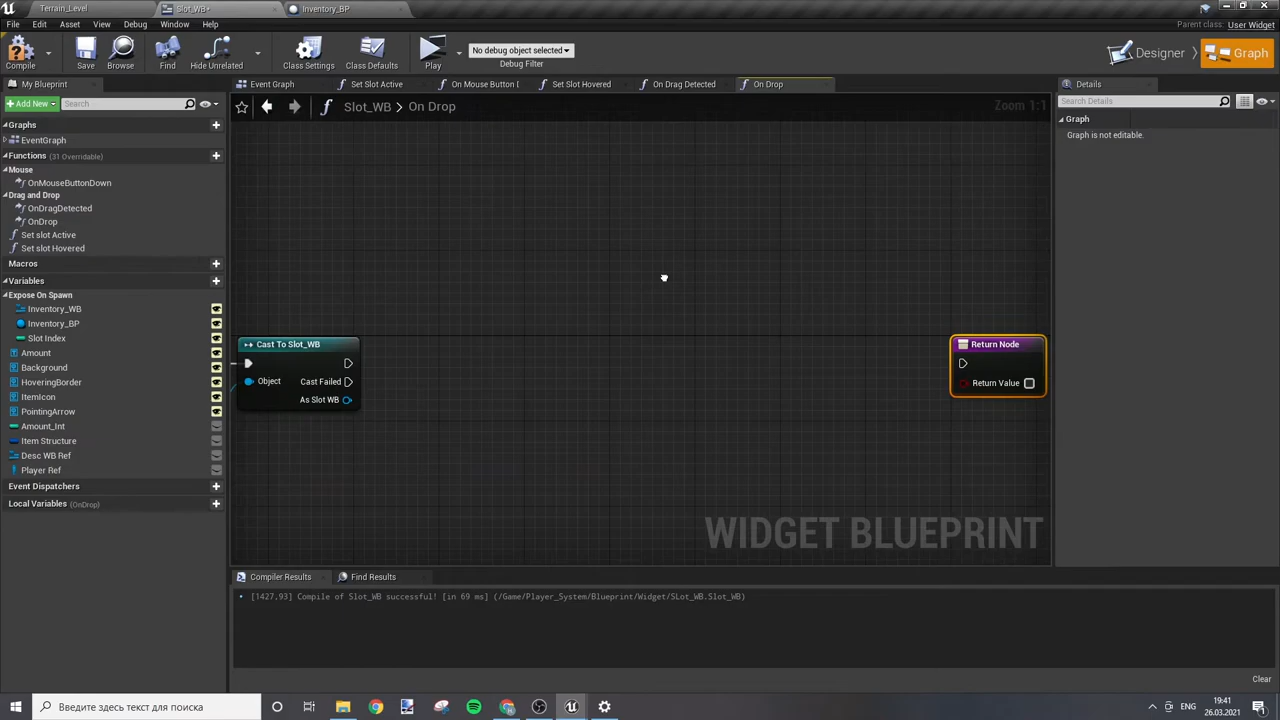 Terrain_Level
Slot_WB*
Inventory_BP
File
Edit
Asset
View
Debug
Window
Help
Parent class:
User Widget
Compile
Save
Browse
Find
Hide Unrelated
Class Settings
Class Defaults
Play
No debug object selected
Debug Filter
Designer
Graph
My Blueprint
Event Graph
Set Slot Active
On Mouse Button [
Set Slot Hovered
On Drag Detected
On Drop
Details
Add New
Search
Slot_WB > On Drop
Zoom 1:1
Search Details
Graphs
Graph
EventGraph
Graph is not editable.
Functions (31 Overridable)
Mouse
OnMouseButtonDown
Drag and Drop
OnDragDetected
OnDrop
Set slot Active
Set slot Hovered
Macros
Variables
Expose On Spawn
Inventory_WB
Inventory_BP
Slot Index
Amount
Background
HoveringBorder
ItemIcon
PointingArrow
Amount_Int
Item Structure
Desc WB Ref
Player Ref
Event Dispatchers
Local Variables (OnDrop)
Cast To Slot_WB
Object
Cast Failed
As Slot WB
Return Node
Return Value
WIDGET BLUEPRINT
Compiler Results
Find Results
[1427,93] Compile of Slot_WB successful! [in 69 ms] (/Game/Player_System/Blueprint/Widget/SLot_WB.Slot_WB)
Clear
Введите здесь текст для поиска
ENG
19:41
26.03.2021